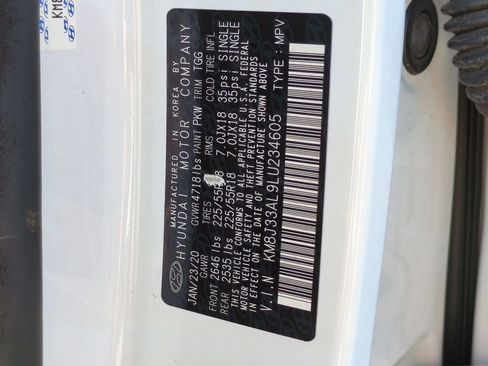 KM8
MANUFACTURED IN KOREA BY
HYUNDAI MOTOR COMPANY
JAN/23/20 GVWR 4718 lbs PAINT PKW TRIM TGG
GAWR TIRES RIMS COLD TIRE INFL
FRONT 2646 lbs 225/55R18 7.0JX18 35psi SINGLE
REAR 2535 lbs 225/55R18 7.0JX18 35psi SINGLE
THIS VEHICLE CONFORMS TO ALL APPLICABLE U.S.A. FEDERAL
MOTOR VEHICLE SAFETY AND THEFT PREVENTION STANDARDS
IN EFFECT ON THE DATE OF MANUFACTURE SHOWN ABOVE
V.I.N KM8J33AL9LU234605 TYPE : MPV